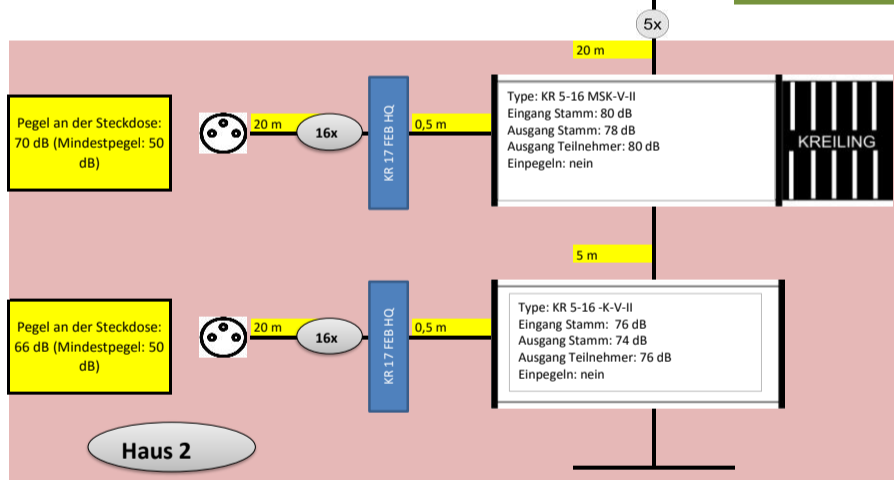 5x
20 m
Type: KR 5-16 MSK-V-II
Eingang Stamm: 80 dB
Ausgang Stamm: 78 dB
Ausgang Teilnehmer: 80 dB
Einpegeln: nein
KREILING
Pegel an der Steckdose:
70 dB (Mindestpegel: 50
dB)
20 m
16x
KR 17 FEB HQ
0,5 m
5 m
Type: KR 5-16 -K-V-II
Eingang Stamm: 76 dB
Ausgang Stamm: 74 dB
Ausgang Teilnehmer: 76 dB
Einpegeln: nein
Pegel an der Steckdose:
66 dB (Mindestpegel: 50
dB)
20 m
16x
KR 17 FEB HQ
0,5 m
Haus 2